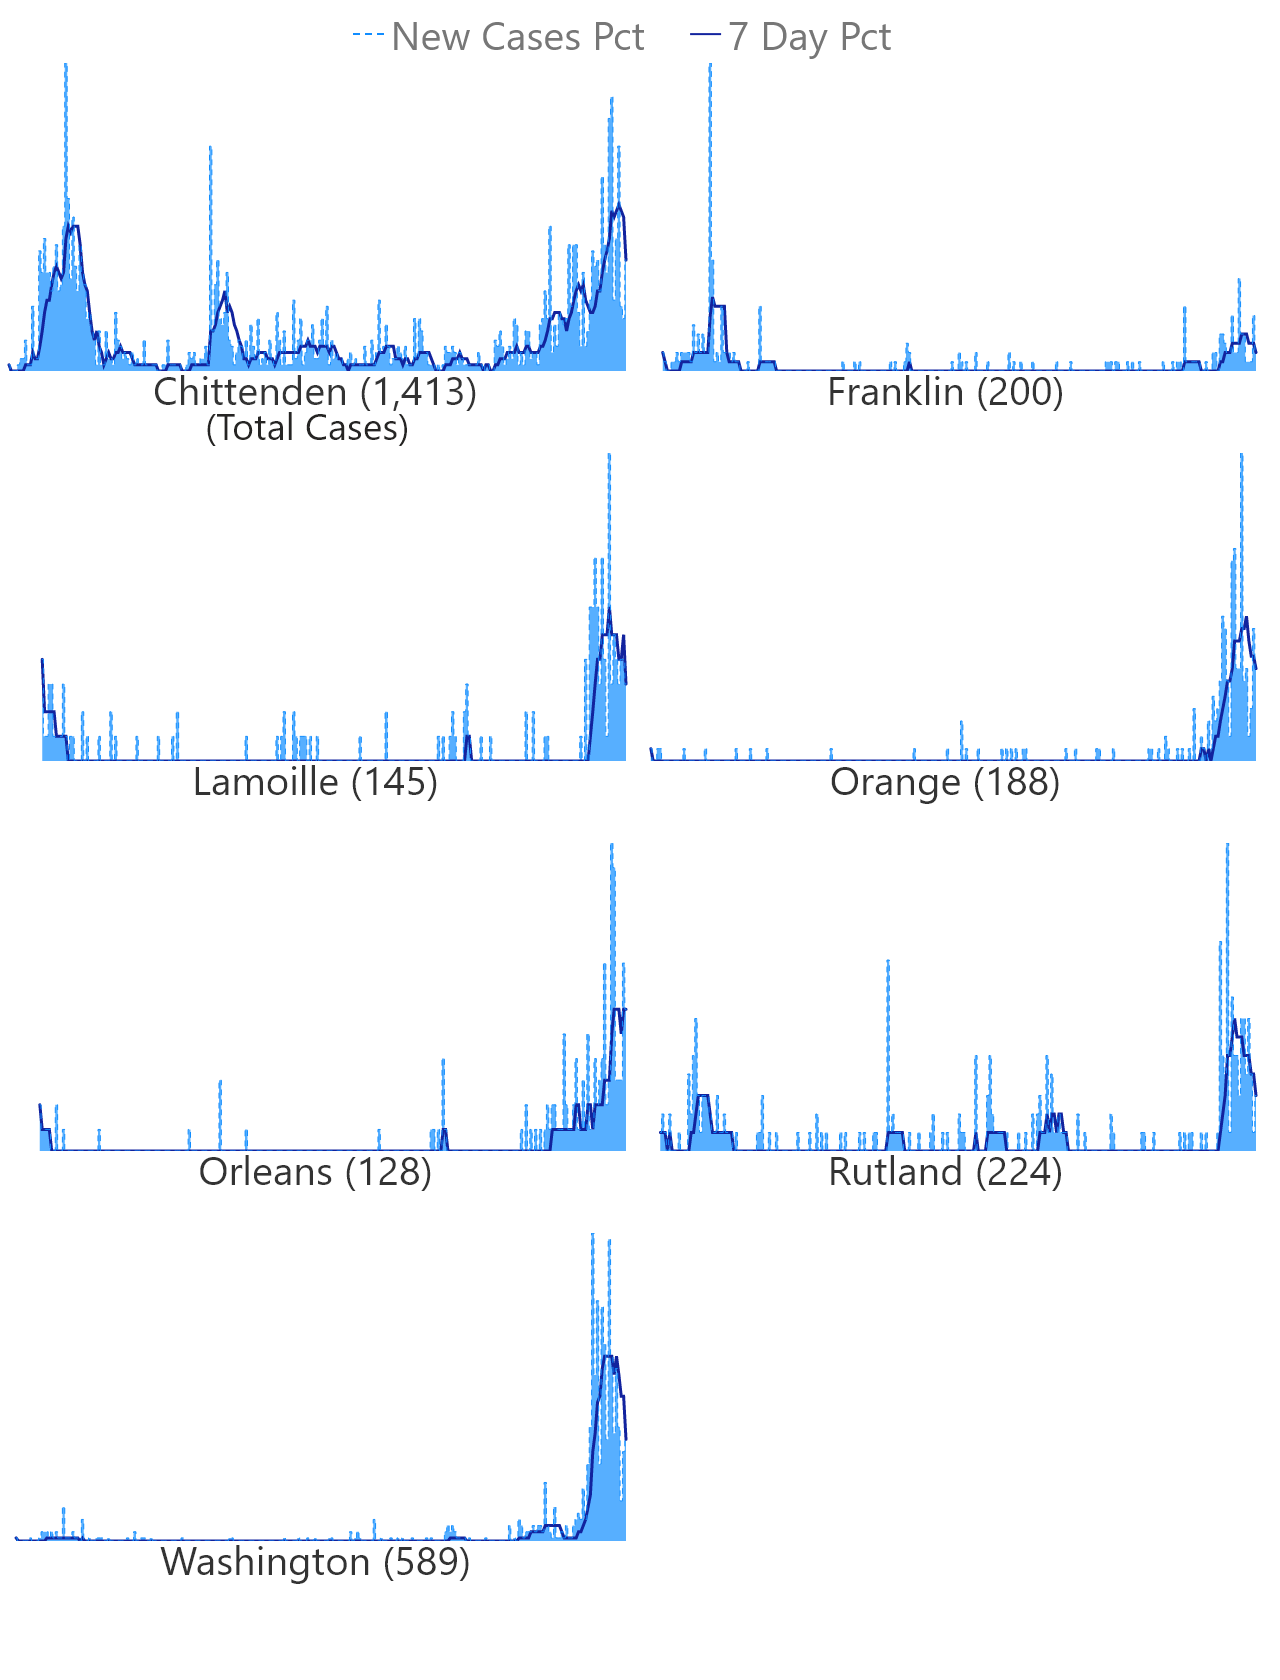 New Cases Pct 7 Day Pct
Chittenden (1,413) Franklin (200)
(Total Cases)
Lamoille (145) Orange (188)
Orleans (128) Rutland (224)
Washington (589)